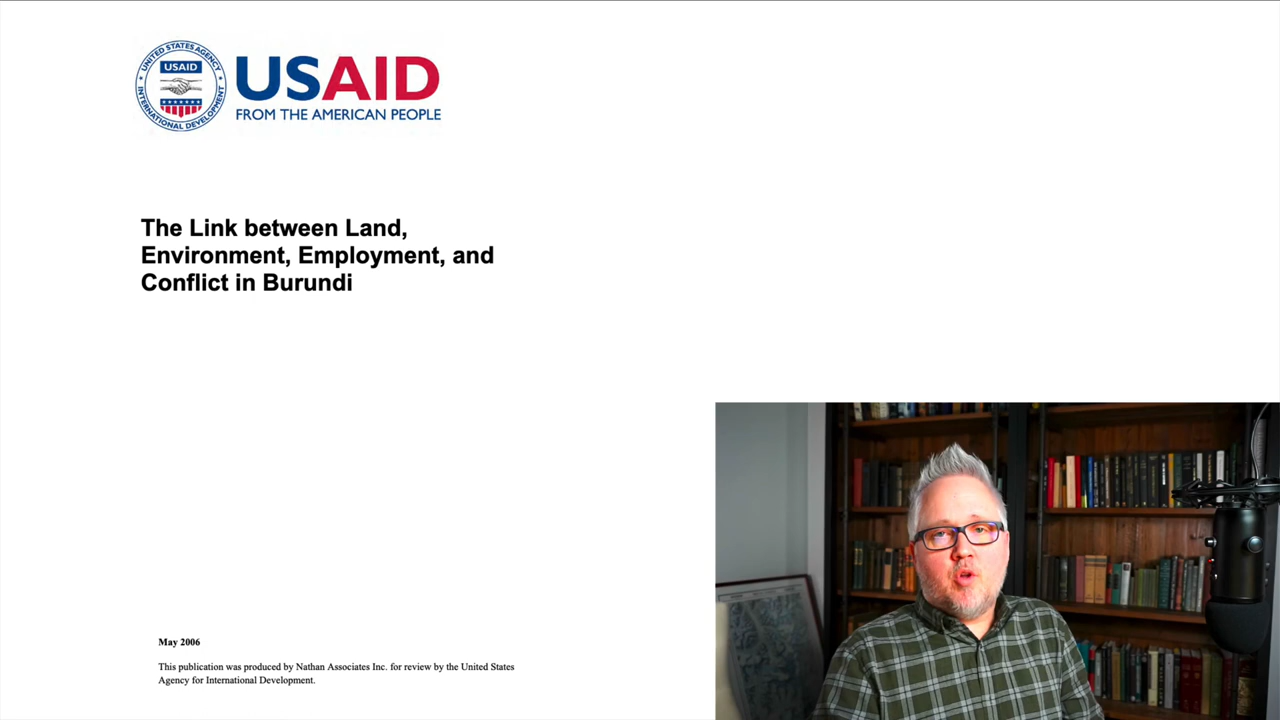 UNITED STATES AGENCY
USAID
INTERNATIONAL DEVELOPMENT
USAID
FROM THE AMERICAN PEOPLE
The Link between Land,
Environment, Employment, and
Conflict in Burundi
May 2006
This publication was produced by Nathan Associates Inc. for review by the United States
Agency for International Development.